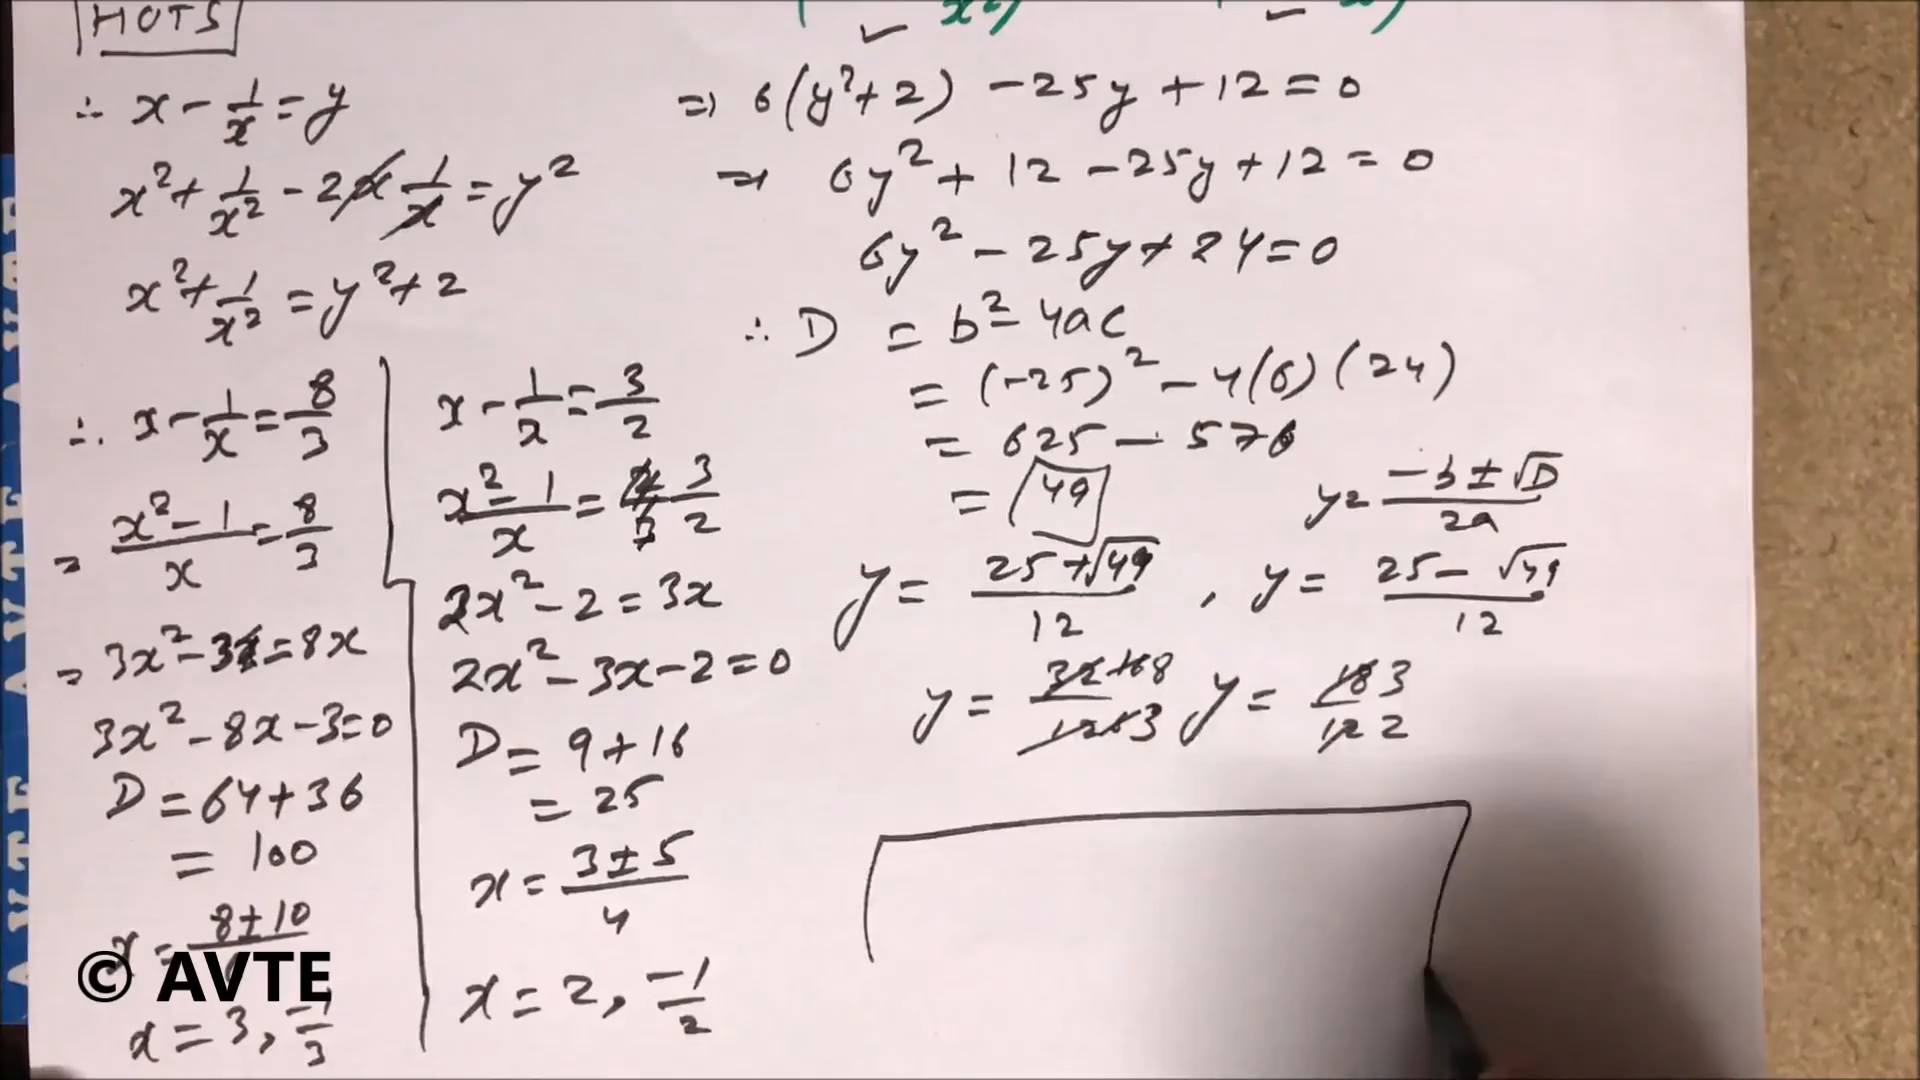 HOTS
∴ x - 1/x = y
x² + 1/x² - 2x 1/x = y²
x² + 1/x² = y² + 2
∴ x - 1/x = 8/3
= x² - 1/x = 8/3
= 3x² - 3 = 8x
3x² - 8x - 3 = 0
D = 64 + 36
= 100
x = 8 ± 10
x = 3, -1/3
x - 1/x = 3/2
x² - 1/x = 3/2
2x² - 2 = 3x
2x² - 3x - 2 = 0
D = 9 + 16
= 25
x = 3 ± 5/4
x = 2, -1/2
⇒ 6(y² + 2) - 25y + 12 = 0
⇒ 6y² + 12 - 25y + 12 = 0
6y² - 25y + 24 = 0
∴ D = b² - 4ac
= (-25)² - 4(6)(24)
= 625 - 576
= 49
y = -b ± √D/2a
y = 25 + √49/12 , y = 25 - √49/12
y = 32 16 8/12 6 3 y = 18 3/12 2
© AVTE